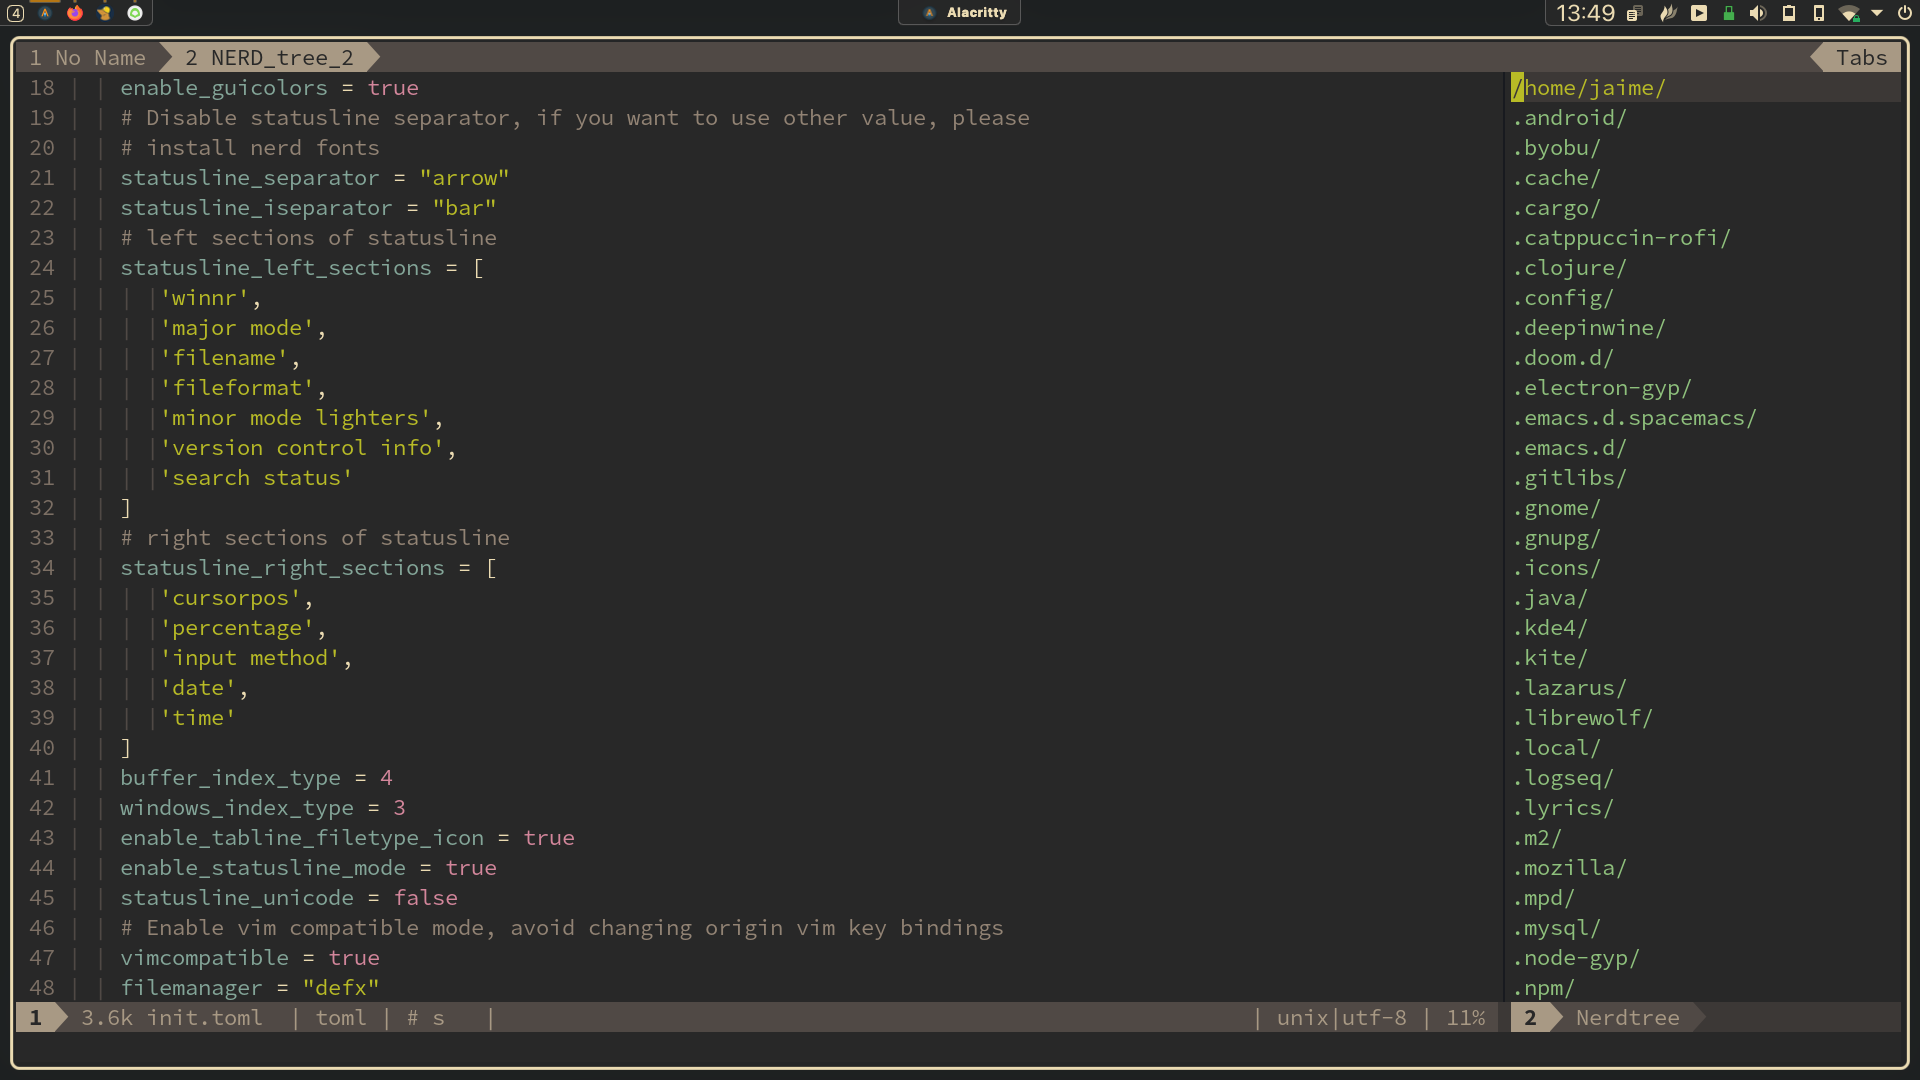 4
Alacritty
13:49
1 No Name
2 NERD_tree_2
Tabs
18 enable_guicolors = true
19 # Disable statusline separator, if you want to use other value, please
20 # install nerd fonts
21 statusline_separator = "arrow"
22 statusline_iseparator = "bar"
23 # left sections of statusline
24 statusline_left_sections = [
25 'winnr',
26 'major mode',
27 'filename',
28 'fileformat',
29 'minor mode lighters',
30 'version control info',
31 'search status'
32 ]
33 # right sections of statusline
34 statusline_right_sections = [
35 'cursorpos',
36 'percentage',
37 'input method',
38 'date',
39 'time'
40 ]
41 buffer_index_type = 4
42 windows_index_type = 3
43 enable_tabline_filetype_icon = true
44 enable_statusline_mode = true
45 statusline_unicode = false
46 # Enable vim compatible mode, avoid changing origin vim key bindings
47 vimcompatible = true
48 filemanager = "defx"
/home/jaime/
.android/
.byobu/
.cache/
.cargo/
.catppuccin-rofi/
.clojure/
.config/
.deepinwine/
.doom.d/
.electron-gyp/
.emacs.d.spacemacs/
.emacs.d/
.gitlibs/
.gnome/
.gnupg/
.icons/
.java/
.kde4/
.kite/
.lazarus/
.librewolf/
.local/
.logseq/
.lyrics/
.m2/
.mozilla/
.mpd/
.mysql/
.node-gyp/
.npm/
1 3.6k init.toml | toml | # s | | unix|utf-8 | 11%
2 Nerdtree